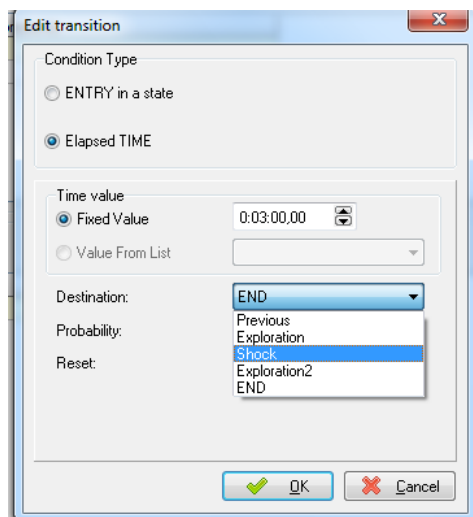 Edit transition
Condition Type
ENTRY in a state
Elapsed TIME
Time value
Fixed Value 0:03:00,00
Value From List
Destination: END
Previous
Exploration
Shock
Exploration2
END
Probability:
Reset:
OK Cancel